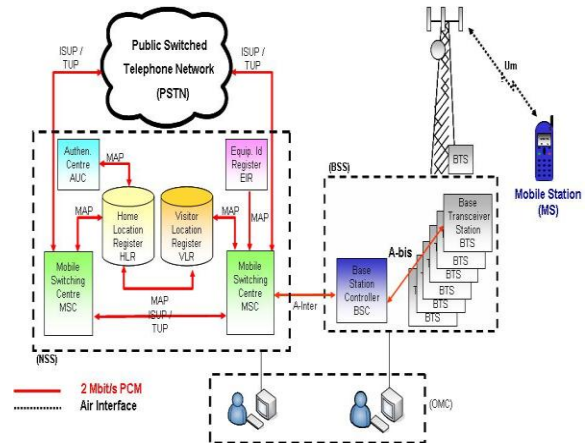 ISUP /
TUP
Public Switched
Telephone Network
(PSTN)
ISUP /
TUP
Um
BTS
Mobile Station
(MS)
Authen.
Centre
AUC
MAP
Equip. Id
Register
EIR
(BSS)
MAP
Home
Location
Register
HLR
Visitor
Location
Register
VLR
MAP
MAP
Base
Transceiver
Station
BTS
BTS
BTS
A-bis
Mobile
Switching
Centre
MSC
MAP
ISUP /
TUP
Mobile
Switching
Centre
MSC
A-Inter
Base
Station
Controller
BSC
BTS
BTS
BTS
(NSS)
2 Mbit/s PCM
Air Interface
(OMC)